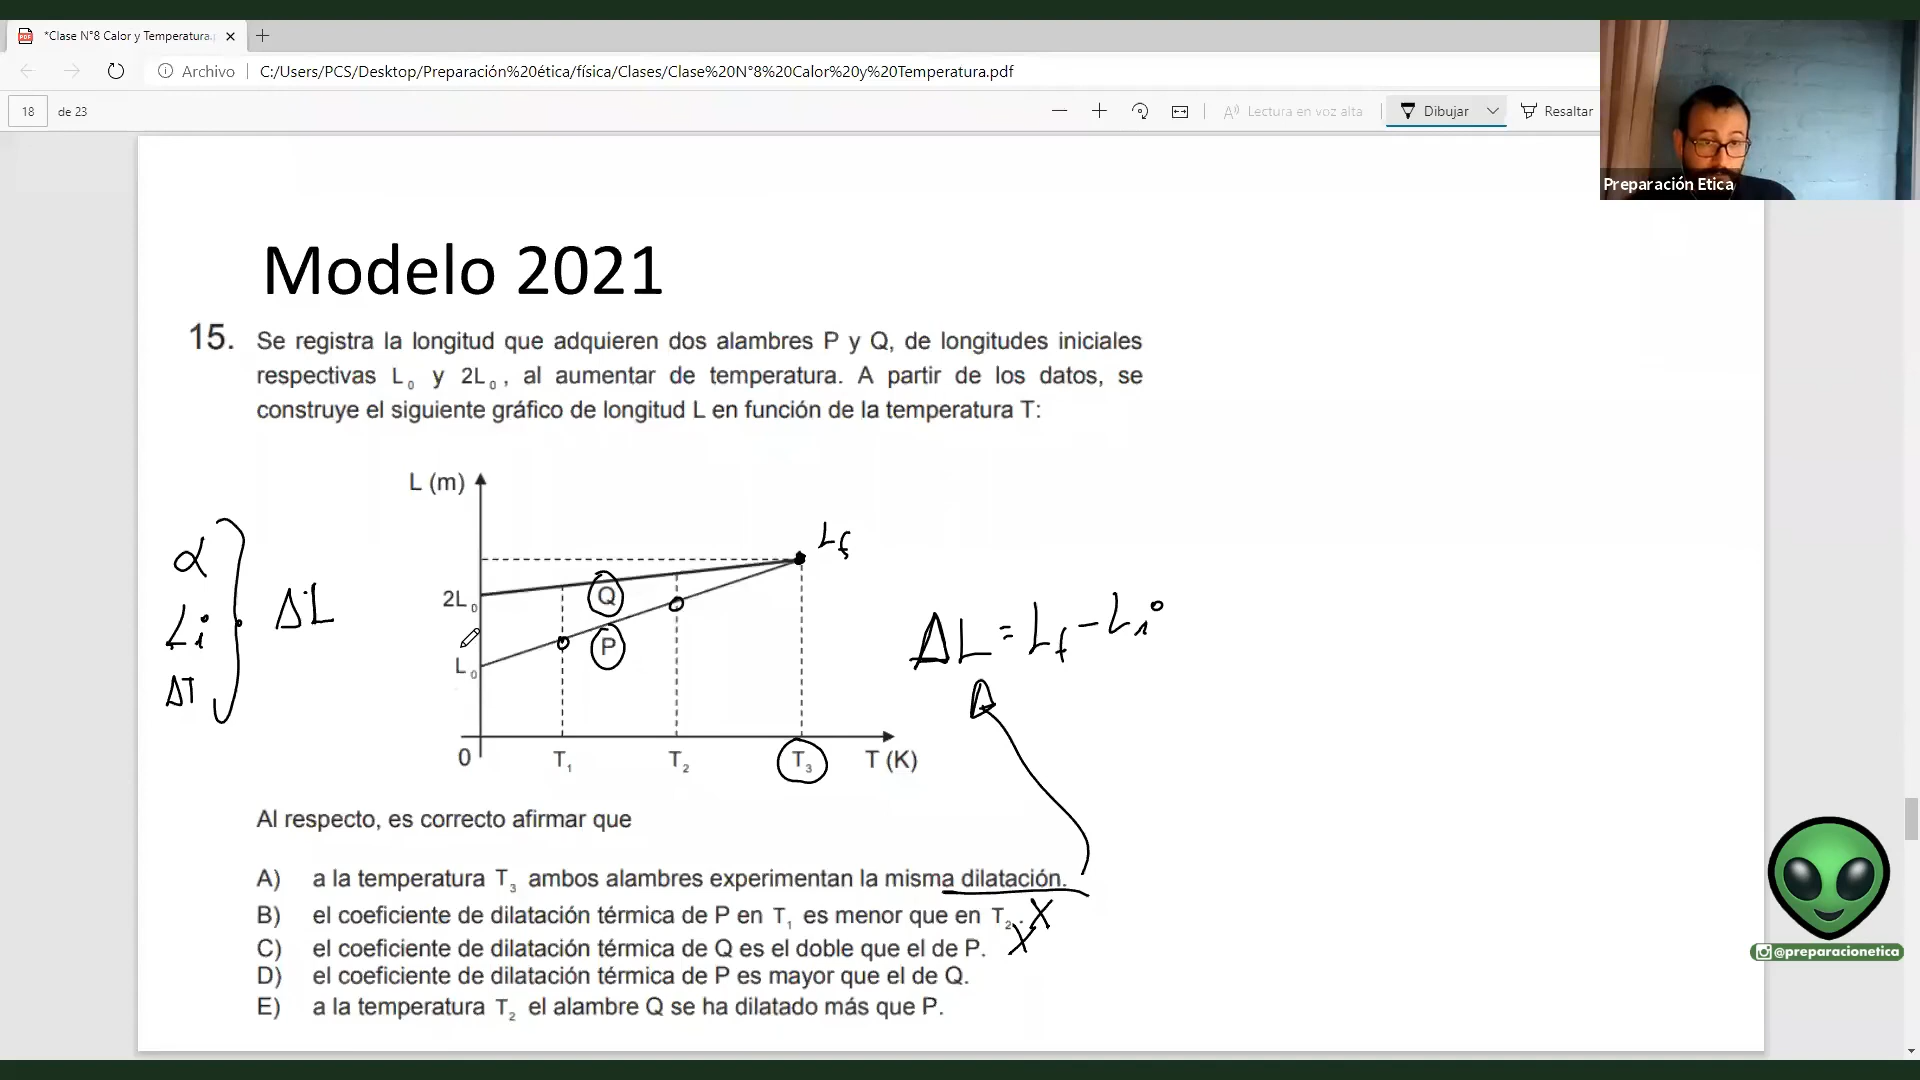 *Clase N°8 Calor y Temperatura.p
Archivo
C:/Users/PCS/Desktop/Preparación%20ética/física/Clases/Clase%20N°8%20Calor%20y%20Temperatura.pdf
18 de 23
Lectura en voz alta
Dibujar
Resaltar
Preparación Etica
Modelo 2021
15. Se registra la longitud que adquieren dos alambres P y Q, de longitudes iniciales
respectivas L₀ y 2L₀, al aumentar de temperatura. A partir de los datos, se
construye el siguiente gráfico de longitud L en función de la temperatura T:
L (m)
Lf
α
Li
ΔT
ΔL
2L₀
Q
P
L₀
ΔL = Lf - Li
0 T₁ T₂ T₃ T (K)
Al respecto, es correcto afirmar que
A) a la temperatura T₃ ambos alambres experimentan la misma dilatación.
B) el coeficiente de dilatación térmica de P en T₁ es menor que en T₂. X
C) el coeficiente de dilatación térmica de Q es el doble que el de P. X
D) el coeficiente de dilatación térmica de P es mayor que el de Q.
E) a la temperatura T₂ el alambre Q se ha dilatado más que P.
@preparacionetica